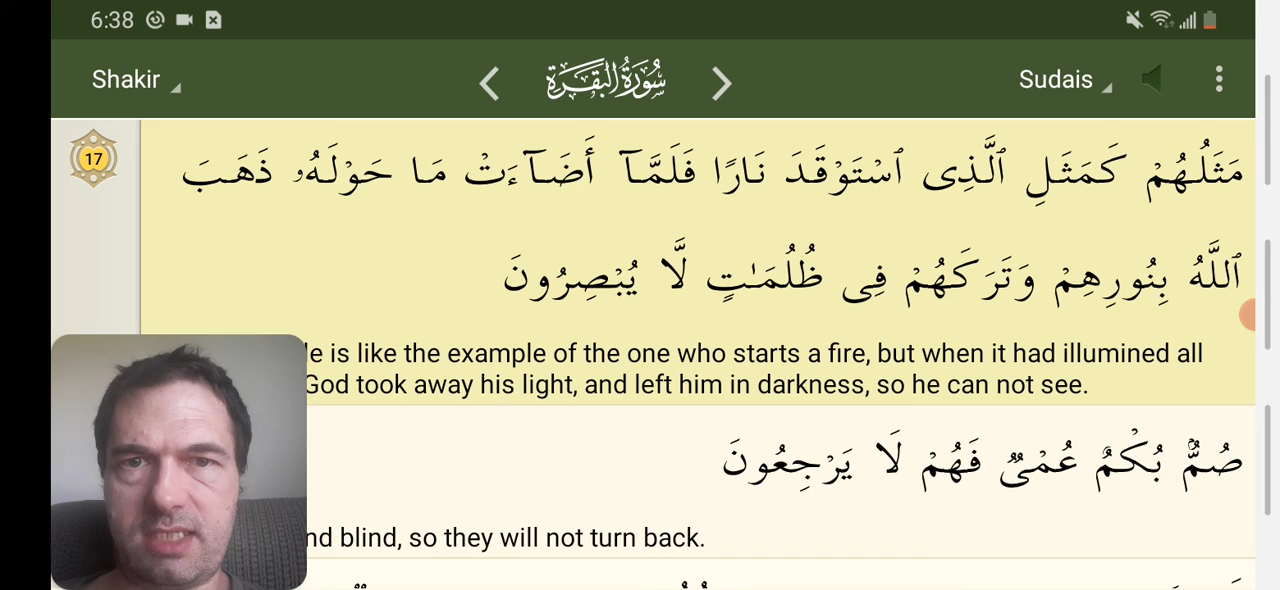 6:38
Shakir
سُورَةُ البَقَرَةِ
Sudais
17
مَثَلُهُمْ كَمَثَلِ ٱلَّذِى ٱسْتَوْقَدَ نَارًا فَلَمَّآ أَضَآءَتْ مَا حَوْلَهُۥ ذَهَبَ
ٱللَّهُ بِنُورِهِمْ وَتَرَكَهُمْ فِى ظُلُمَـٰتٍ لَّا يُبْصِرُونَ
is like the example of the one who starts a fire, but when it had illumined all
God took away his light, and left him in darkness, so he can not see.
صُمٌّۢ بُكْمٌ عُمْىٌ فَهُمْ لَا يَرْجِعُونَ
blind, so they will not turn back.